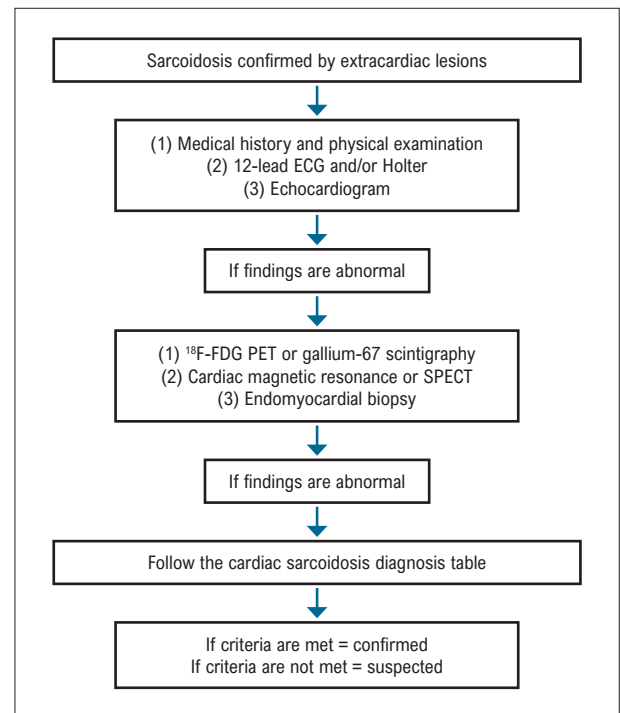 Sarcoidosis confirmed by extracardiac lesions
(1) Medical history and physical examination
(2) 12-lead ECG and/or Holter
(3) Echocardiogram
If findings are abnormal
(1) ¹⁸F-FDG PET or gallium-67 scintigraphy
(2) Cardiac magnetic resonance or SPECT
(3) Endomyocardial biopsy
If findings are abnormal
Follow the cardiac sarcoidosis diagnosis table
If criteria are met = confirmed
If criteria are not met = suspected